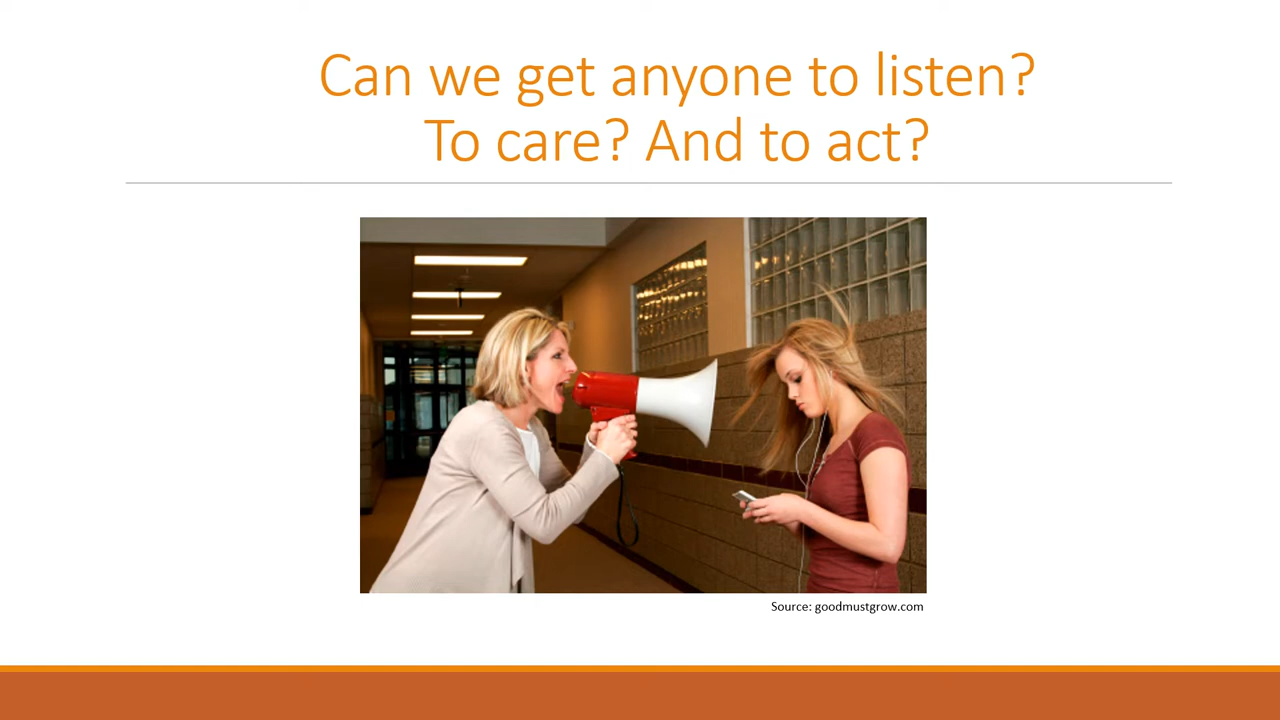 Can we get anyone to listen?
To care? And to act?
Source: goodmustgrow.com